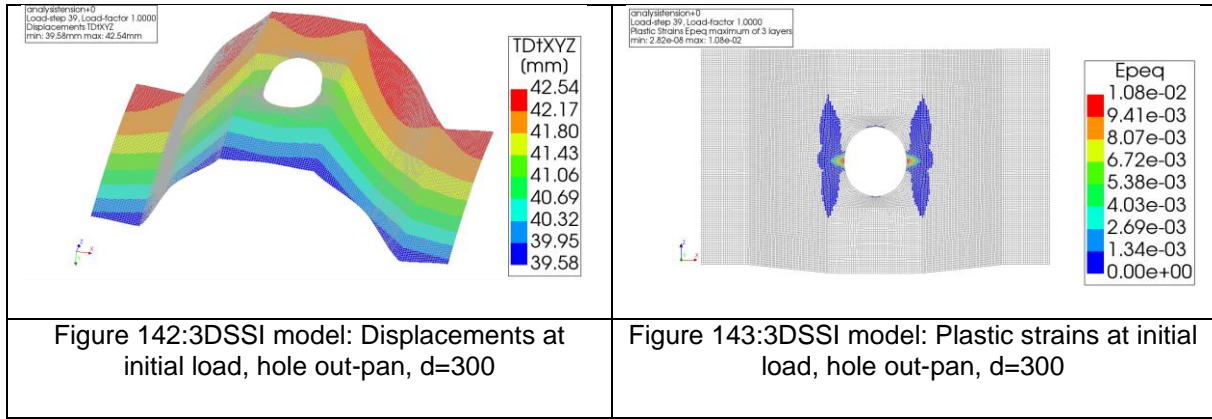 analysistension+0
Load-step 39, Load-factor 1.0000
Displacements TDtXYZ
min: 39.58mm max: 42.54mm
TDtXYZ
(mm)
42.54
42.17
41.80
41.43
41.06
40.69
40.32
39.95
39.58
Z
X
Y
analysistension+0
Load-step 39, Load-factor 1.0000
Plastic Strains Epeq maximum of 3 layers
min: 2.82e-08 max: 1.08e-02
Epeq
1.08e-02
9.41e-03
8.07e-03
6.72e-03
5.38e-03
4.03e-03
2.69e-03
1.34e-03
0.00e+00
Z
X
Figure 142:3DSSI model: Displacements at
initial load, hole out-pan, d=300
Figure 143:3DSSI model: Plastic strains at initial
load, hole out-pan, d=300